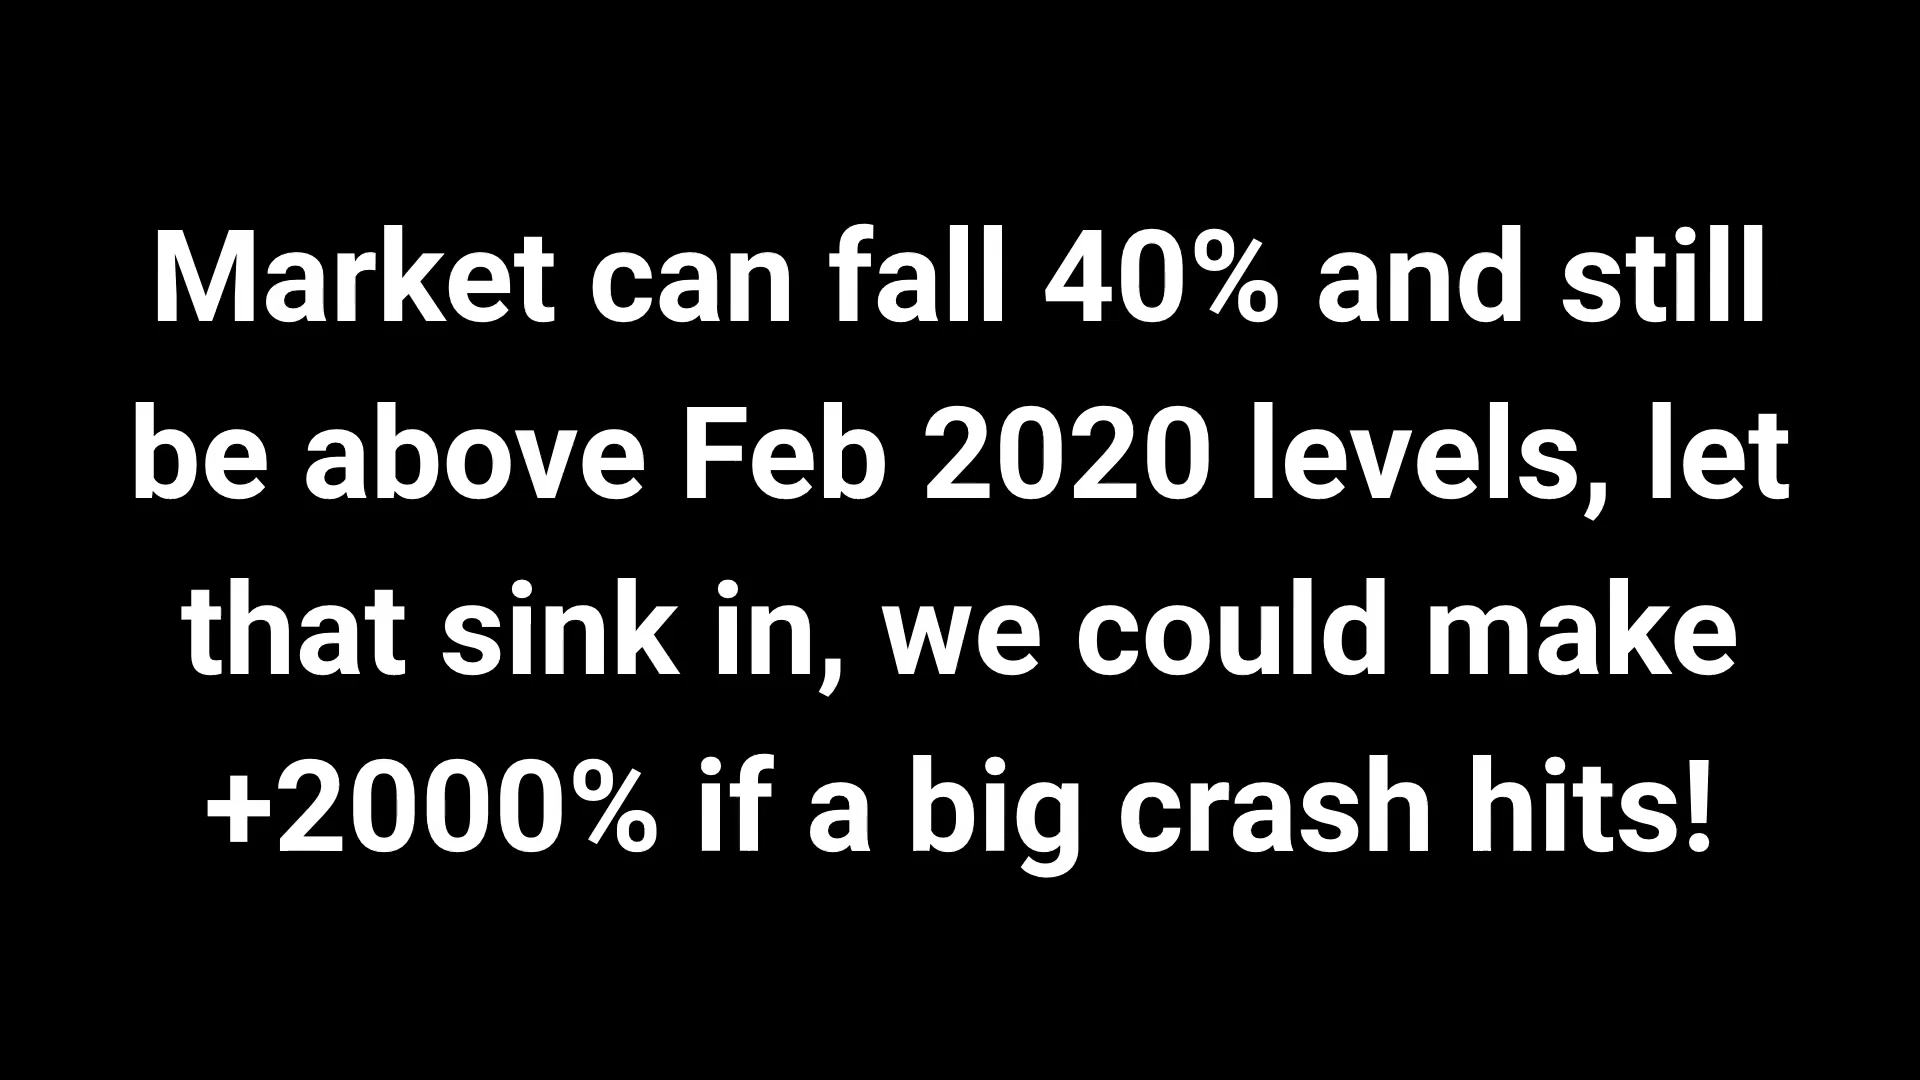 Market can fall 40% and still
be above Feb 2020 levels, let
that sink in, we could make
+2000% if a big crash hits!